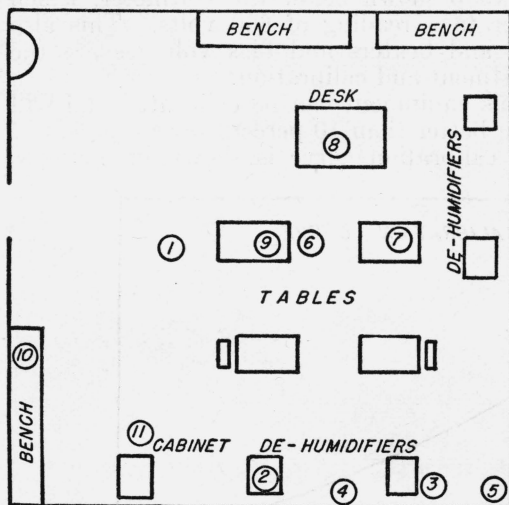 BENCH BENCH
DESK
8
DE-HUMIDIFIERS
1 9 6 7
TABLES
10
BENCH
11
CABINET DE-HUMIDIFIERS
2 4 3 5